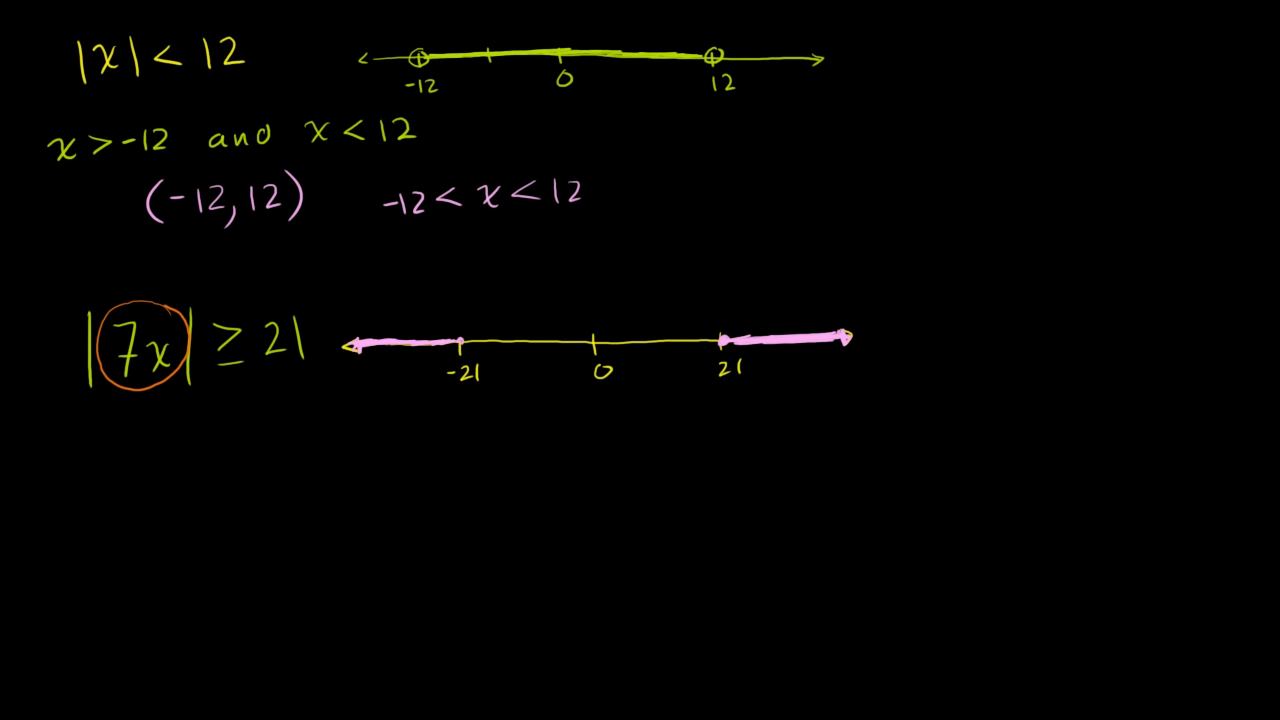 |x| < 12
-12 0 12
x > -12 and x < 12
(-12, 12) -12 < x < 12
|7x| ≥ 21
-21 0 21